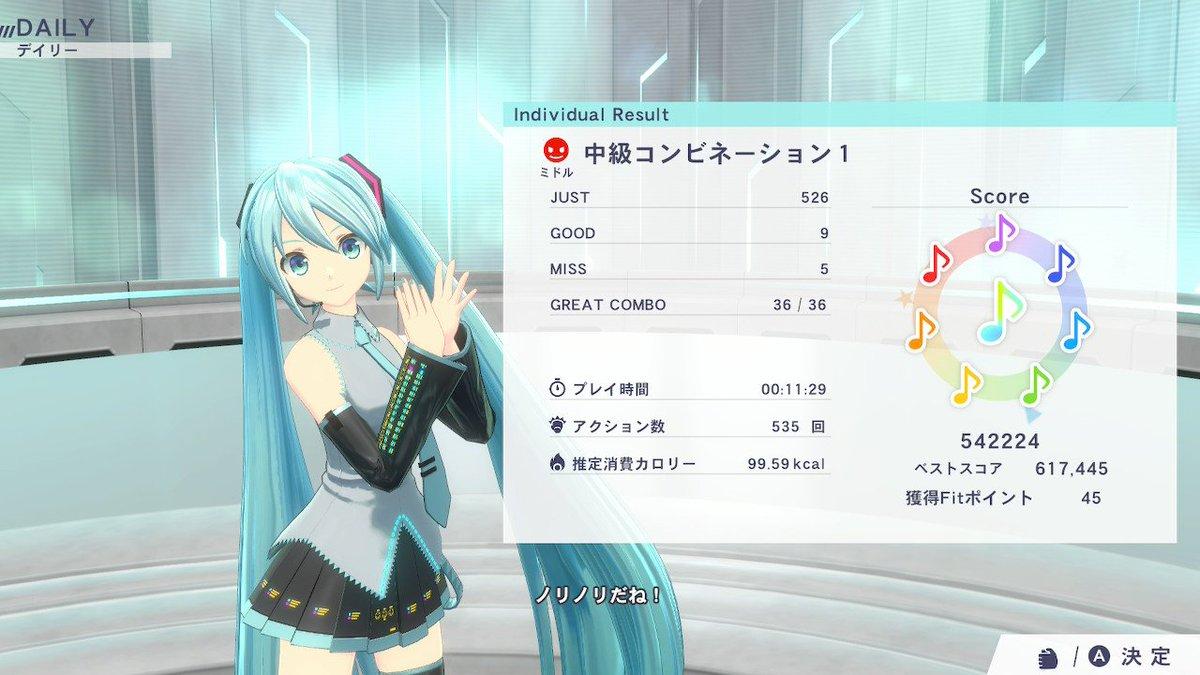 DAILY
デイリー
Individual Result
ミドル
中級コンビネーション1
JUST 526
GOOD 9
MISS 5
GREAT COMBO 36 / 36
プレイ時間 00:11:29
アクション数 535 回
推定消費カロリー 99.59kcal
Score
542224
ベストスコア 617,445
獲得Fitポイント 45
ノリノリだね!
/ A 決定